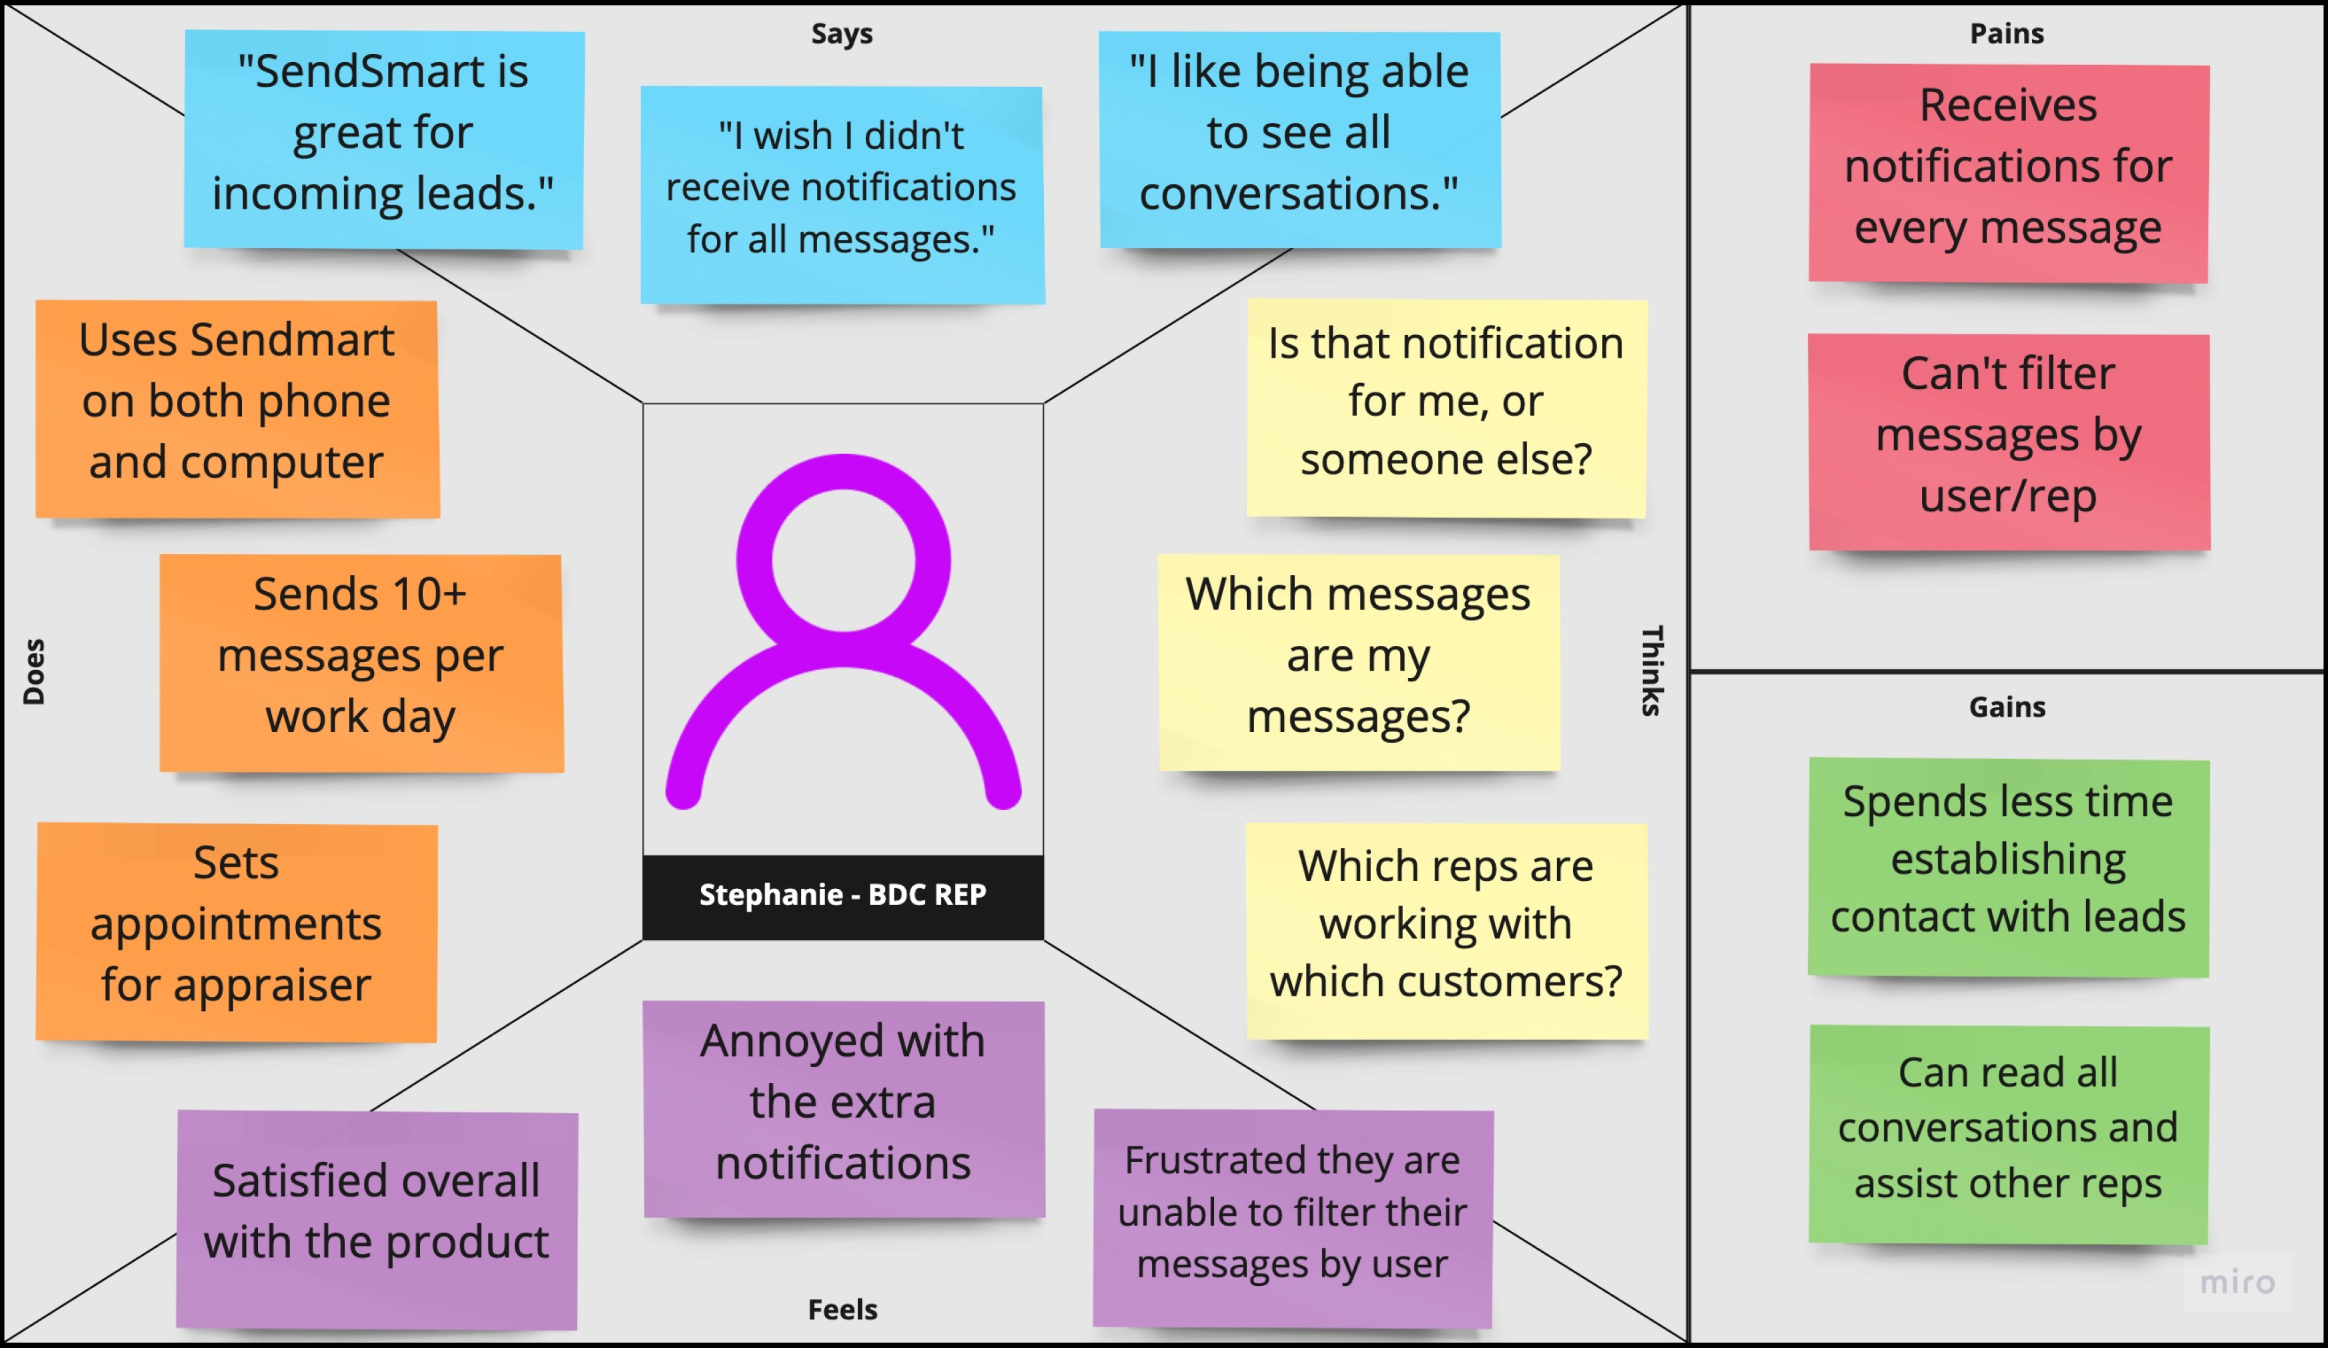 Says
"SendSmart is
great for
incoming leads."
"I wish I didn't
receive notifications
for all messages."
"I like being able
to see all
conversations."
Does
Uses Sendmart
on both phone
and computer
Sends 10+
messages per
work day
Sets
appointments
for appraiser
Stephanie - BDC REP
Thinks
Is that notification
for me, or
someone else?
Which messages
are my
messages?
Which reps are
working with
which customers?
Satisfied overall
with the product
Annoyed with
the extra
notifications
Frustrated they are
unable to filter their
messages by user
Feels
Pains
Receives
notifications for
every message
Can't filter
messages by
user/rep
Gains
Spends less time
establishing
contact with leads
Can read all
conversations and
assist other reps
miro